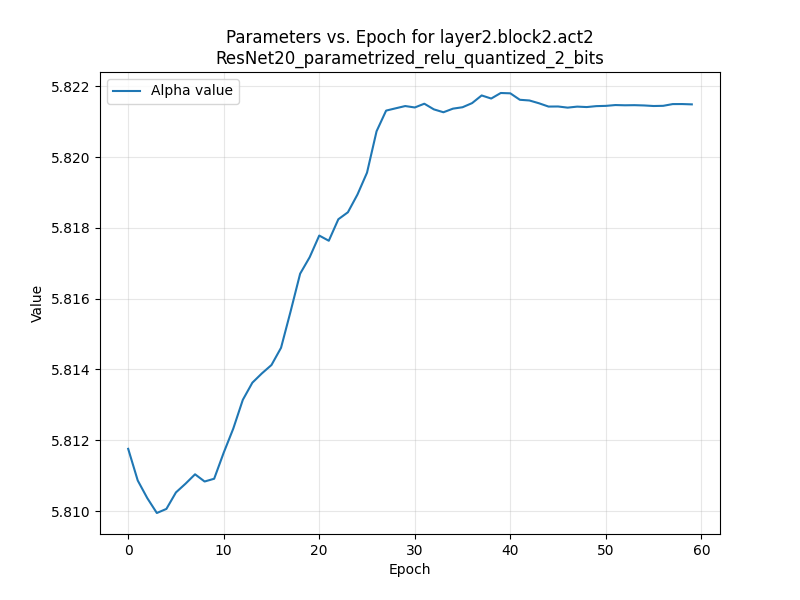 Parameters vs. Epoch for layer2.block2.act2
ResNet20_parametrized_relu_quantized_2_bits
Alpha value
5.822
5.820
5.818
5.816
5.814
5.812
5.810
Value
0 10 20 30 40 50 60
Epoch